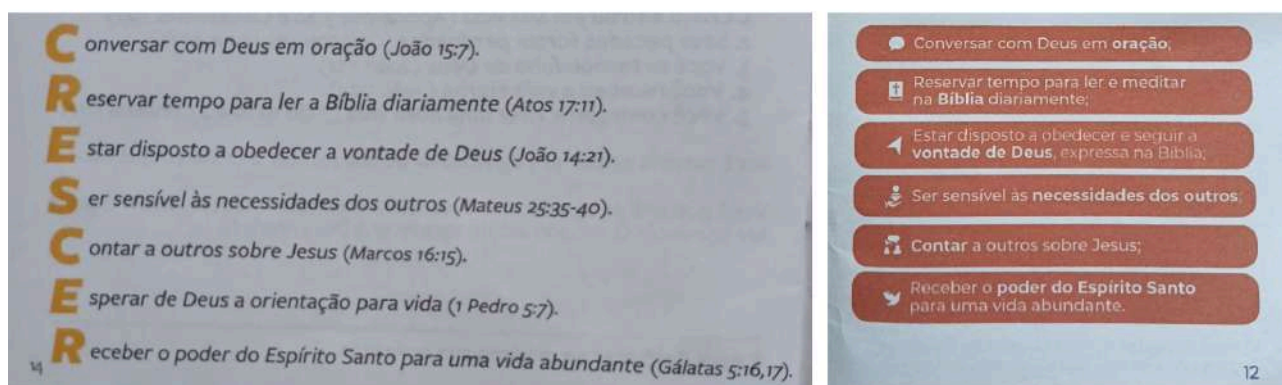 Conversar com Deus em oração (João 15:7).
Reservar tempo para ler a Bíblia diariamente (Atos 17:11).
Estar disposto a obedecer a vontade de Deus (João 14:21).
Ser sensível às necessidades dos outros (Mateus 25:35-40).
Contar a outros sobre Jesus (Marcos 16:15).
Esperar de Deus a orientação para vida (1 Pedro 5:7).
Receber o poder do Espírito Santo para uma vida abundante (Gálatas 5:16,17).
14
Conversar com Deus em oração;
Reservar tempo para ler e meditar
na Bíblia diariamente;
Estar disposto a obedecer e seguir a
vontade de Deus, expressa na Bíblia;
Ser sensível às necessidades dos outros;
Contar a outros sobre Jesus;
Receber o poder do Espírito Santo
para uma vida abundante.
12